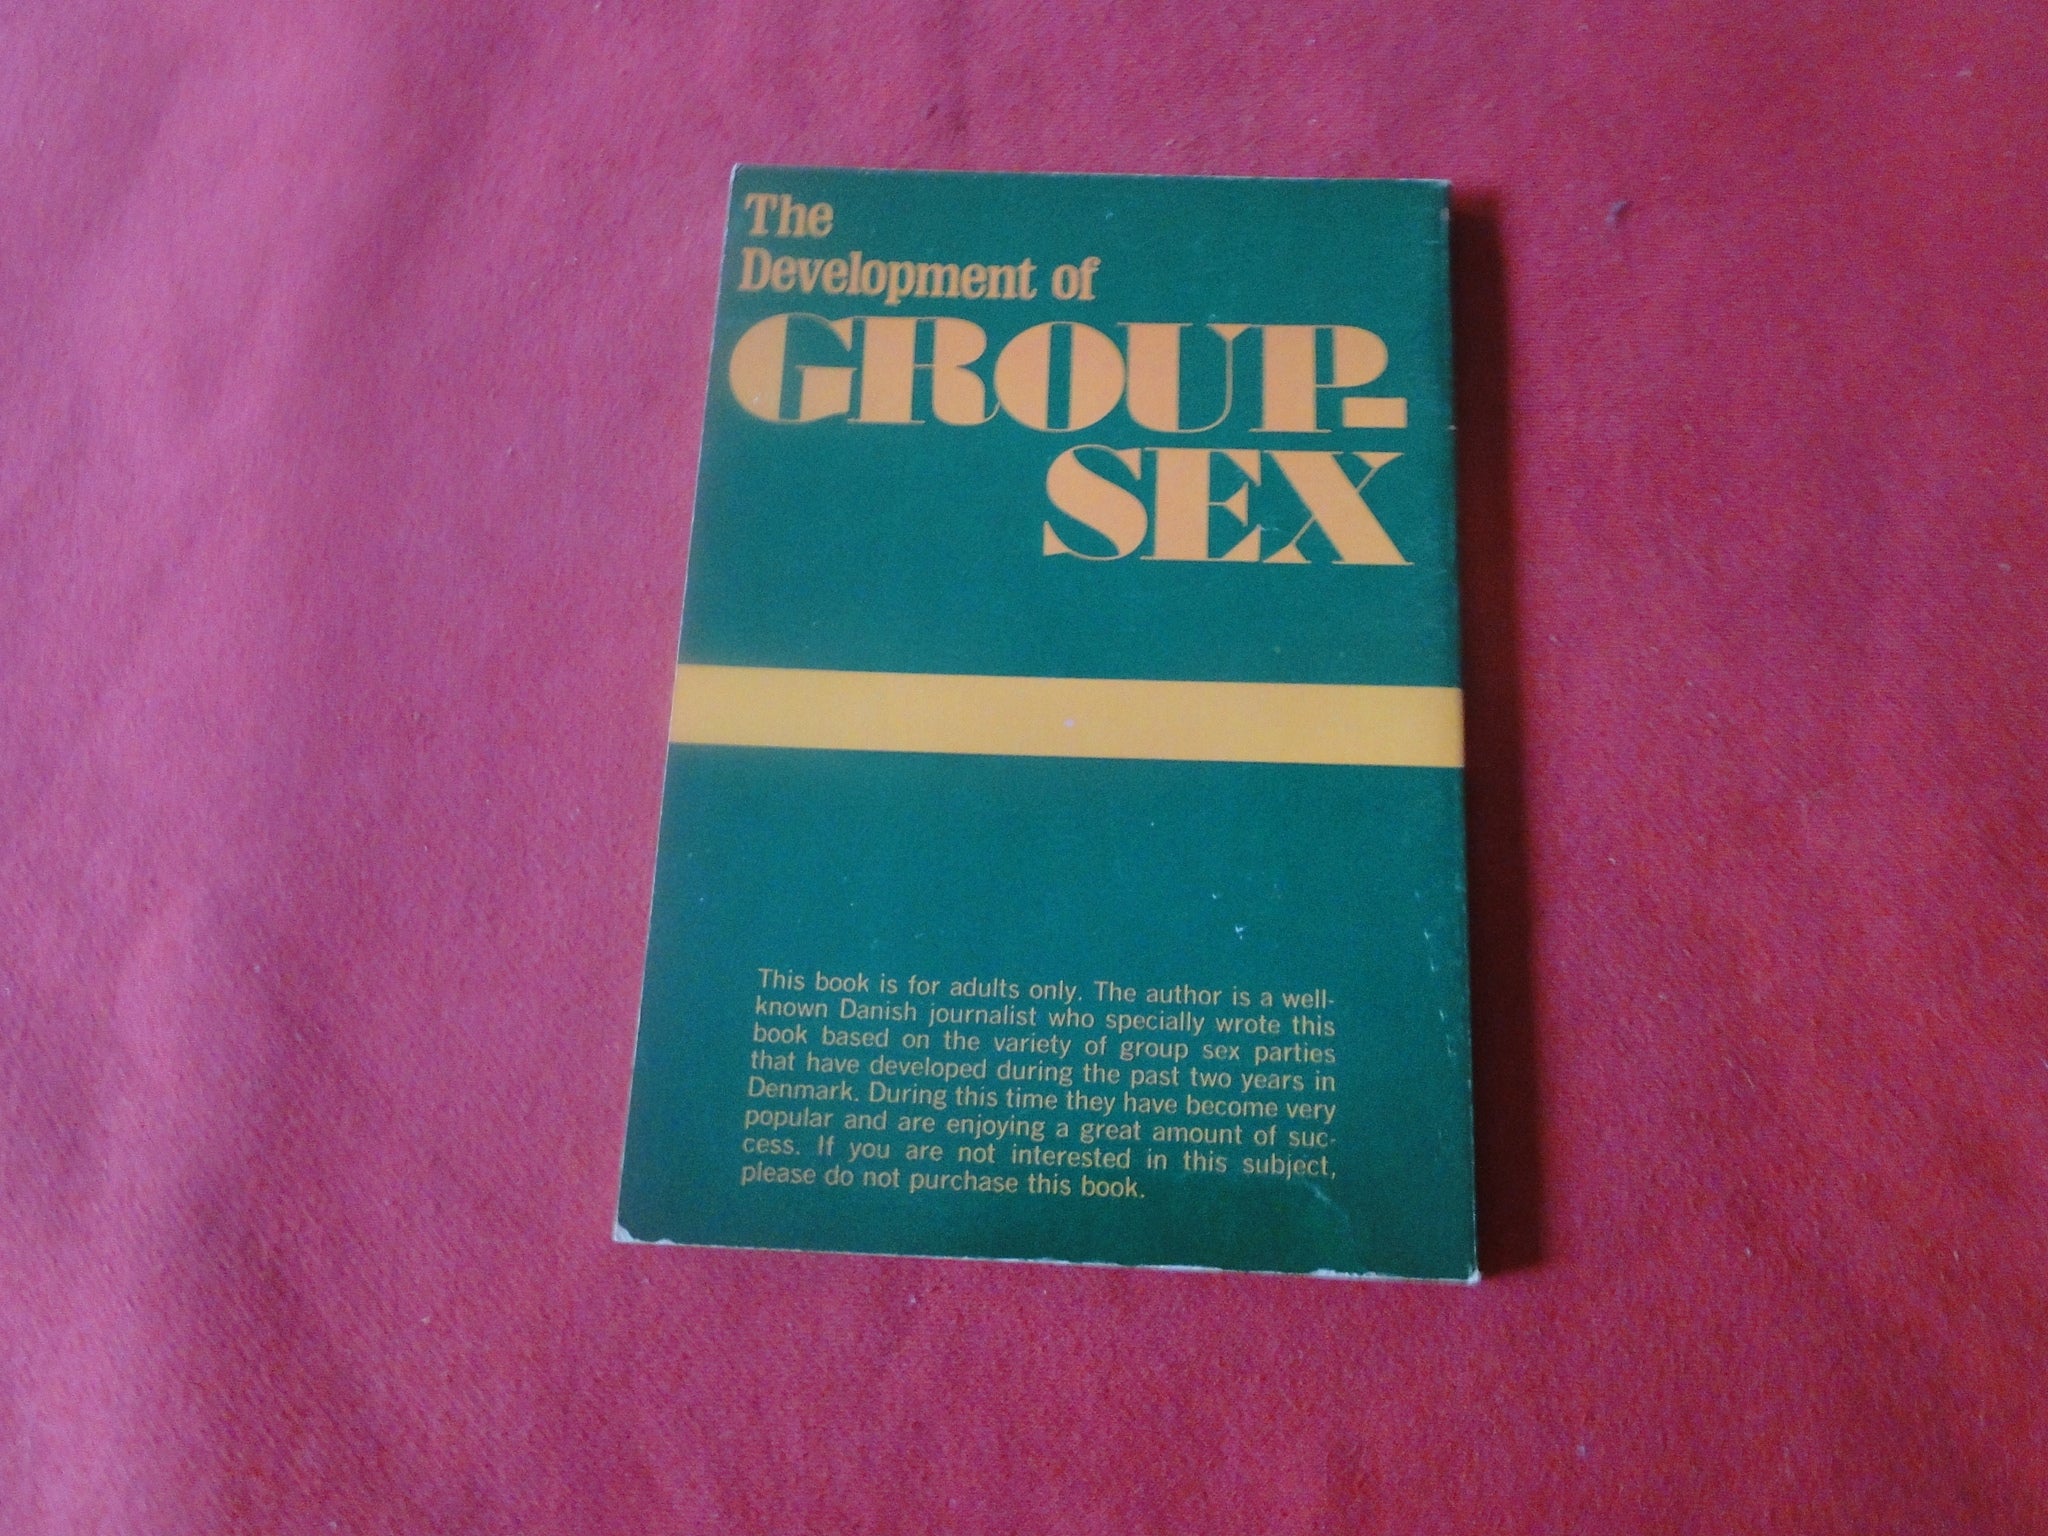 The
Development of
GROUP-
SEX
This book is for adults only. The author is a well-
known Danish journalist who specially wrote this
book based on the variety of group sex parties
that have developed during the past two years in
Denmark. During this time they have become very
popular and are enjoying a great amount of suc-
cess. If you are not interested in this subject,
please do not purchase this book.